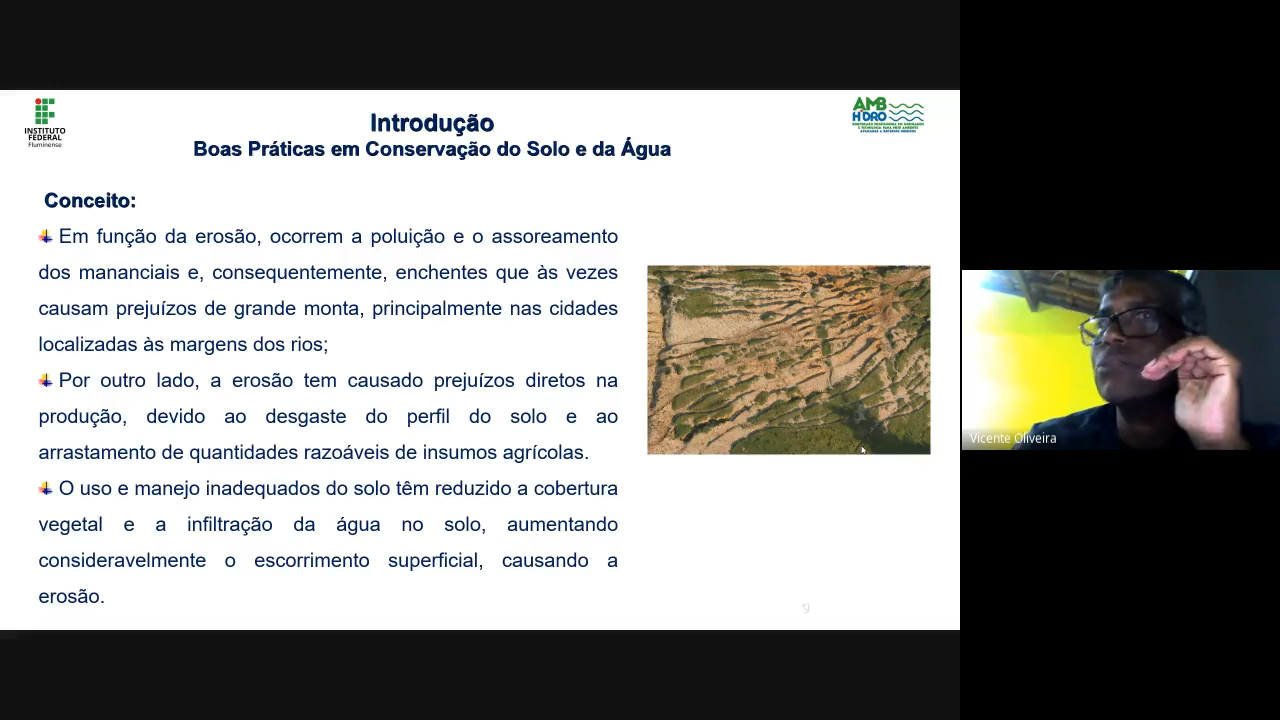 INSTITUTO
FEDERAL
Fluminense
Introdução
Boas Práticas em Conservação do Solo e da Água
AMB
HIDRO
Conceito:
Em função da erosão, ocorrem a poluição e o assoreamento
dos mananciais e, consequentemente, enchentes que às vezes
causam prejuízos de grande monta, principalmente nas cidades
localizadas às margens dos rios;
Por outro lado, a erosão tem causado prejuízos diretos na
produção, devido ao desgaste do perfil do solo e ao
arrastamento de quantidades razoáveis de insumos agrícolas.
O uso e manejo inadequados do solo têm reduzido a cobertura
vegetal e a infiltração da água no solo, aumentando
consideravelmente o escorrimento superficial, causando a
erosão.
9
Vicente Oliveira